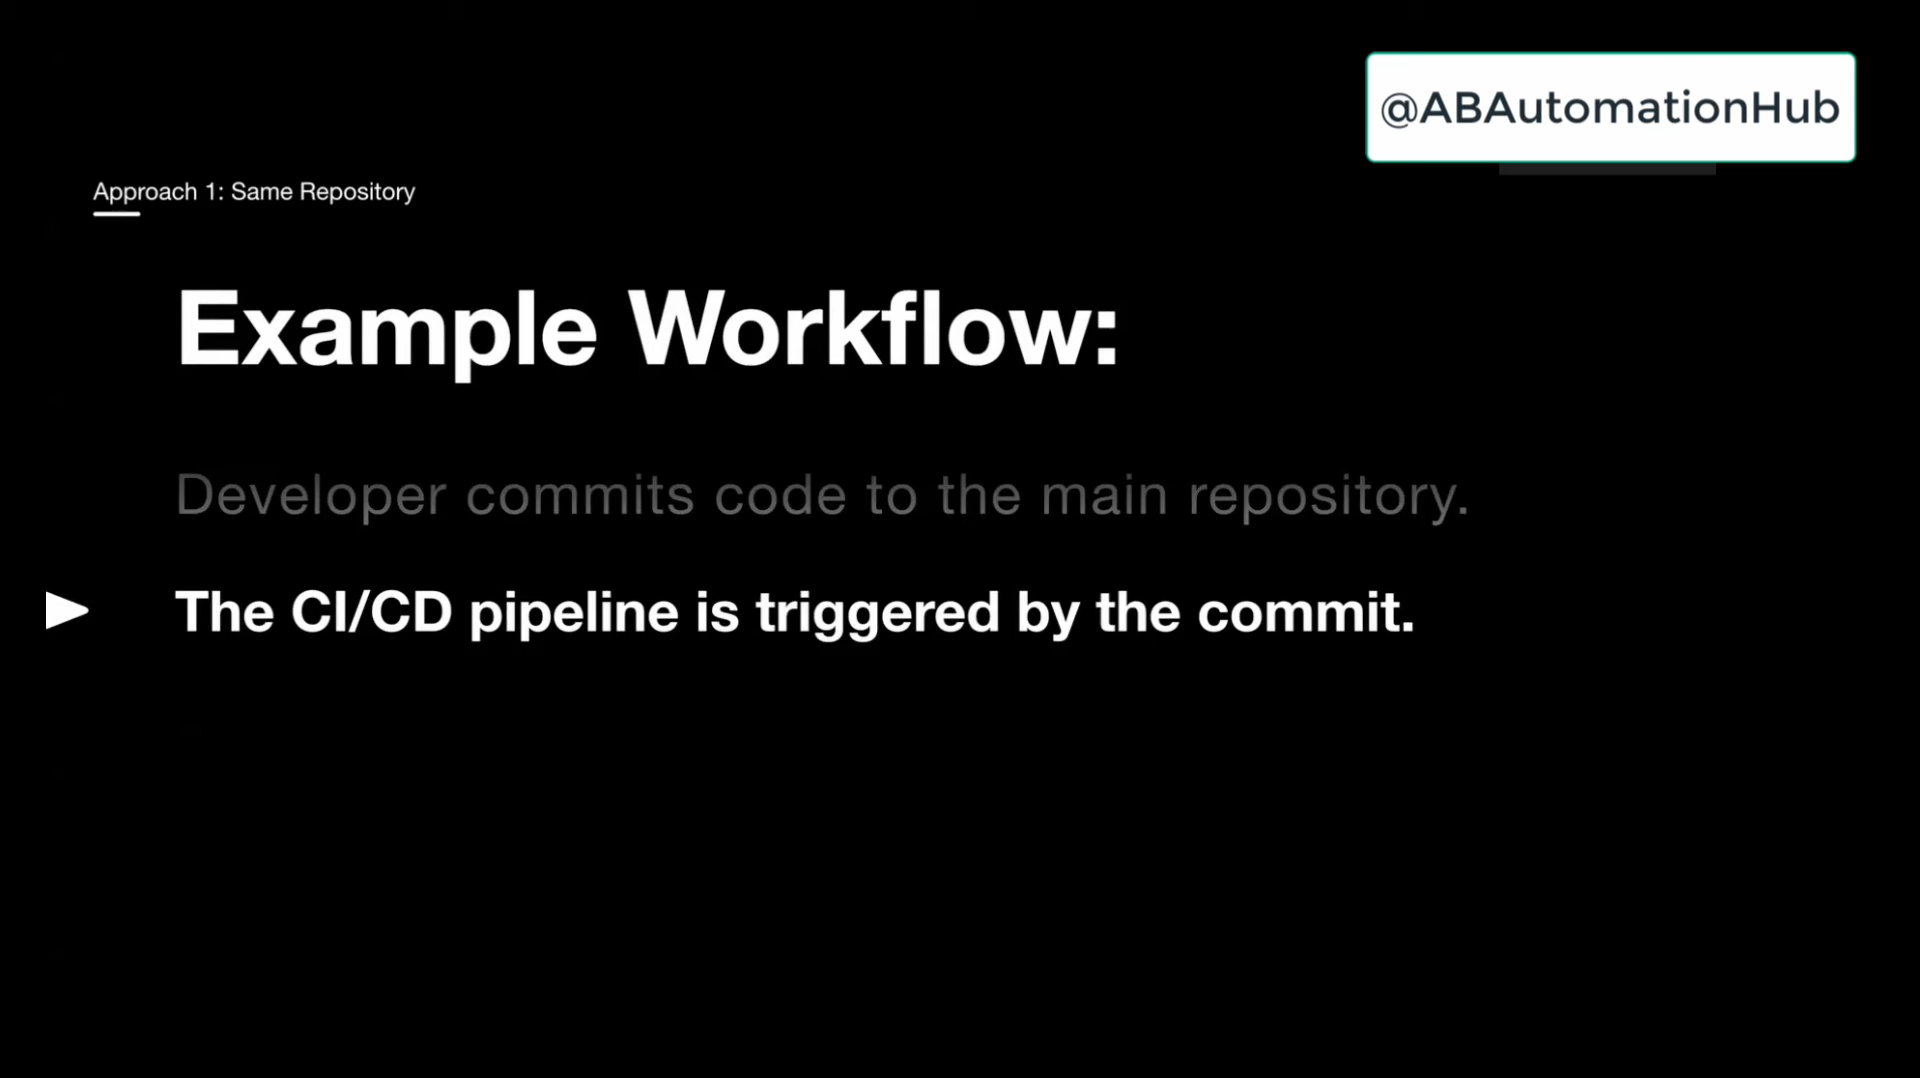 @ABAutomationHub
Approach 1: Same Repository
Example Workflow:
Developer commits code to the main repository.
The CI/CD pipeline is triggered by the commit.